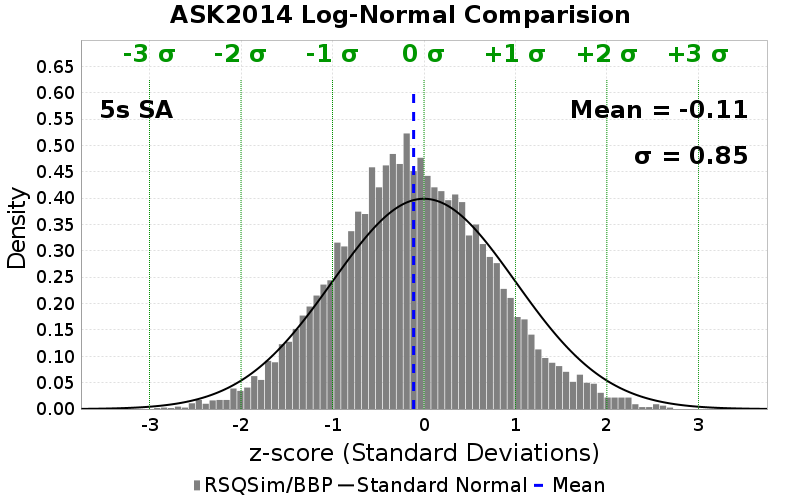 ASK2014 Log-Normal Comparision
-3 σ -2 σ -1 σ 0 σ +1 σ +2 σ +3 σ
5s SA
Mean = -0.11
σ = 0.85
Density
0.65
0.60
0.55
0.50
0.45
0.40
0.35
0.30
0.25
0.20
0.15
0.10
0.05
0.00
-3 -2 -1 0 1 2 3
z-score (Standard Deviations)
RSQSim/BBP Standard Normal Mean